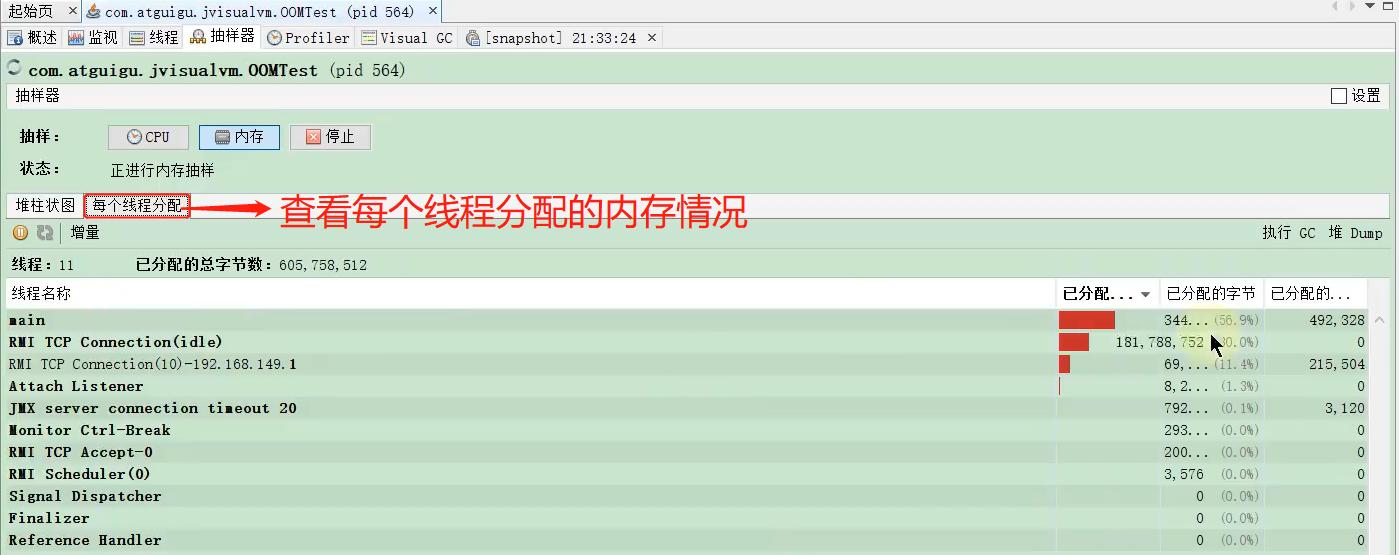 起始页 × com.atguigu.jvisualvm.OOMTest (pid 564) ×
概述 监视 线程 抽样器 Profiler Visual GC [snapshot] 21:33:24 ×
com.atguigu.jvisualvm.OOMTest (pid 564)
抽样器 设置
抽样： CPU 内存 停止
状态： 正进行内存抽样
堆柱状图 每个线程分配 查看每个线程分配的内存情况
增量 执行 GC 堆 Dump
线程：11 已分配的总字节数：605,758,512
线程名称 已分配... 已分配的字节 已分配的...
main 344... (56.9%) 492,328
RMI TCP Connection(idle) 181,788,752 0
RMI TCP Connection(10)-192.168.149.1 69,... (11.4%) 215,504
Attach Listener 8,2... (1.3%) 0
JMX server connection timeout 20 792... (0.1%) 3,120
Monitor Ctrl-Break 293... (0.0%) 0
RMI TCP Accept-0 200... (0.0%) 0
RMI Scheduler(0) 3,576 (0.0%) 0
Signal Dispatcher 0 (0.0%) 0
Finalizer 0 (0.0%) 0
Reference Handler 0 (0.0%) 0